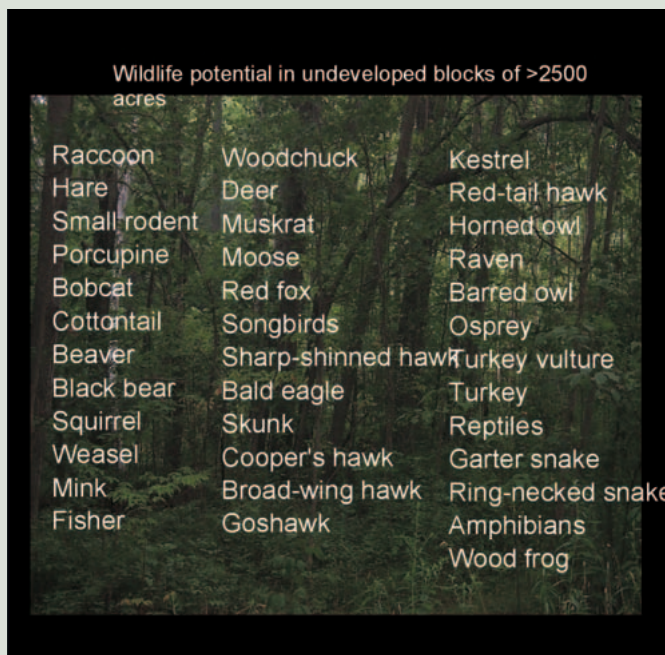 Wildlife potential in undeveloped blocks of >2500
acres
Raccoon
Hare
Small rodent
Porcupine
Bobcat
Cottontail
Beaver
Black bear
Squirrel
Weasel
Mink
Fisher
Woodchuck
Deer
Muskrat
Moose
Red fox
Songbirds
Sharp-shinned hawk
Bald eagle
Skunk
Cooper's hawk
Broad-wing hawk
Goshawk
Kestrel
Red-tail hawk
Horned owl
Raven
Barred owl
Osprey
Turkey vulture
Turkey
Reptiles
Garter snake
Ring-necked snake
Amphibians
Wood frog